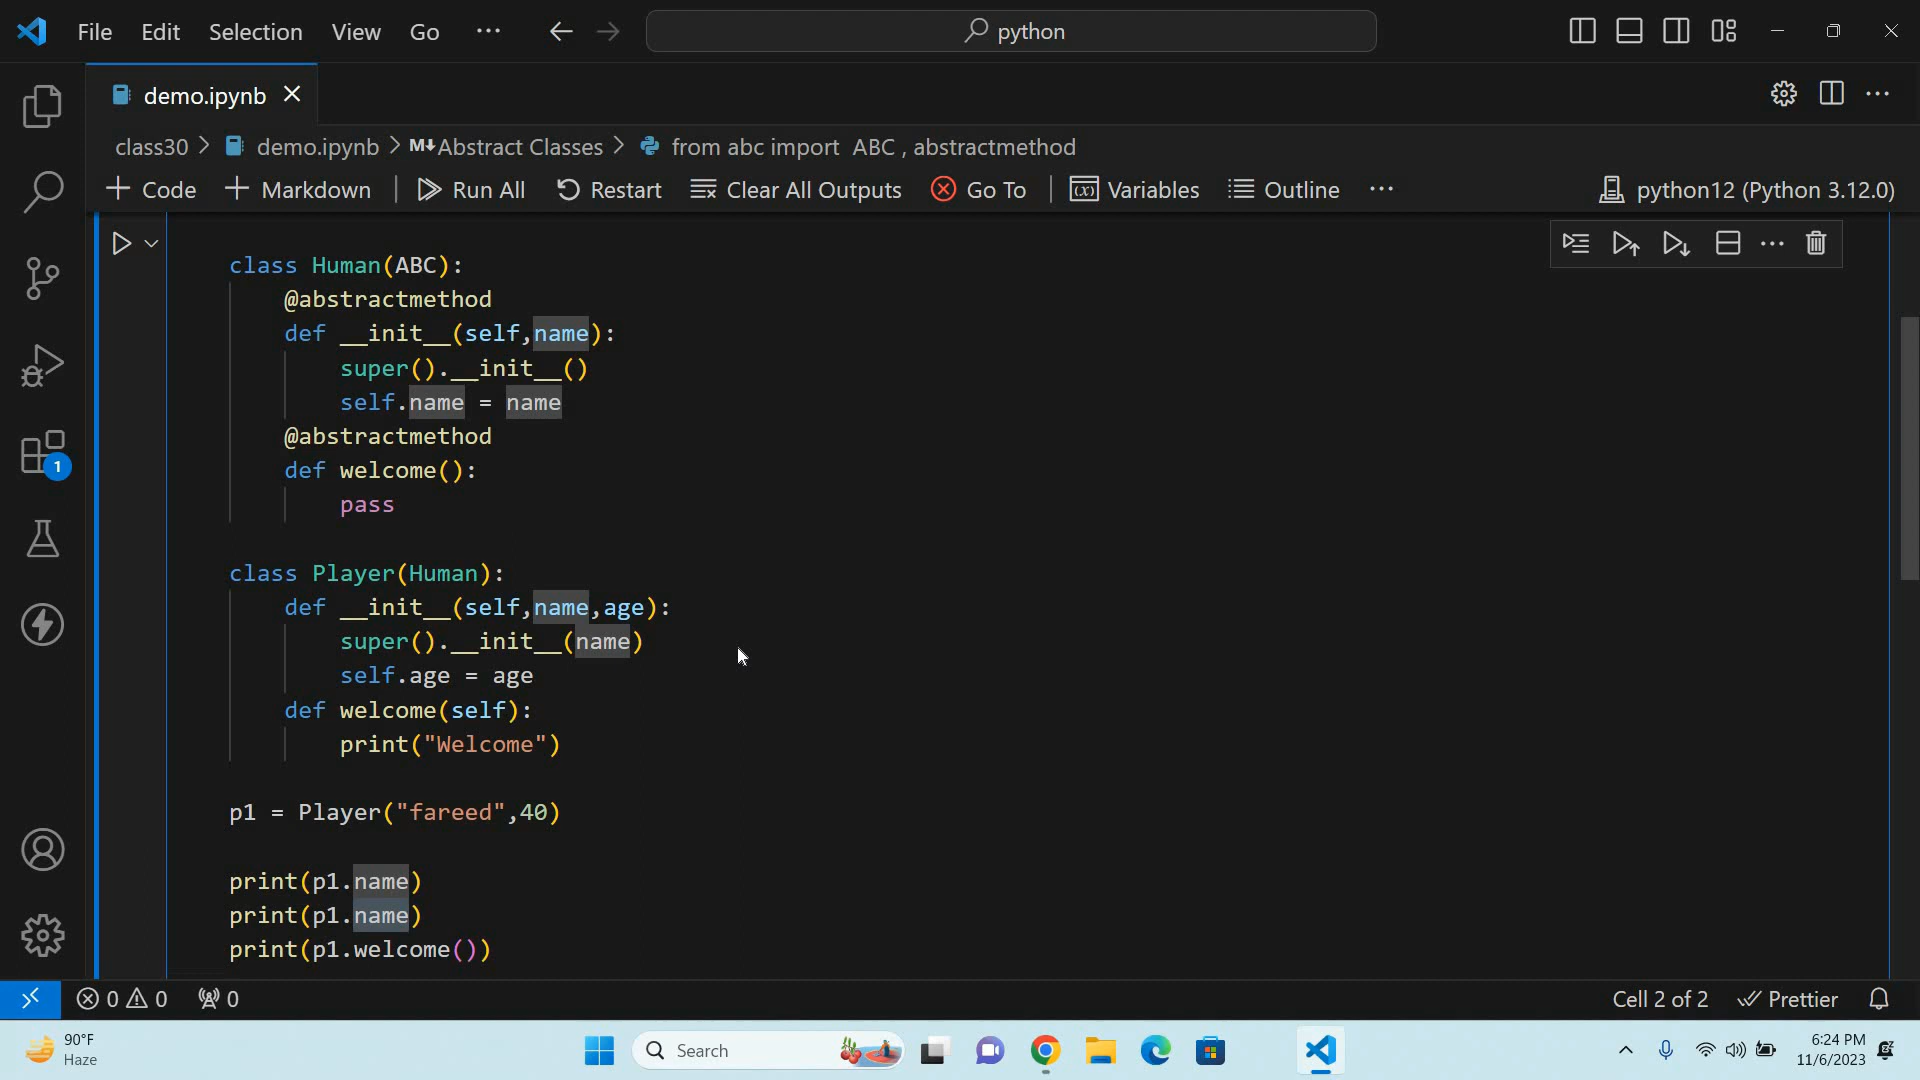 File Edit Selection View Go ··· python
demo.ipynb
class30 > demo.ipynb > M↓Abstract Classes > from abc import ABC , abstractmethod
+ Code + Markdown | Run All Restart Clear All Outputs Go To | Variables Outline ··· python12 (Python 3.12.0)
class Human(ABC):
@abstractmethod
def __init__(self,name):
super().__init__()
self.name = name
@abstractmethod
def welcome():
pass
class Player(Human):
def __init__(self,name,age):
super().__init__(name)
self.age = age
def welcome(self):
print("Welcome")
p1 = Player("fareed",40)
print(p1.name)
print(p1.name)
print(p1.welcome())
1
0 0 0 Cell 2 of 2 Prettier
90°F
Haze
Search
6:24 PM
11/6/2023